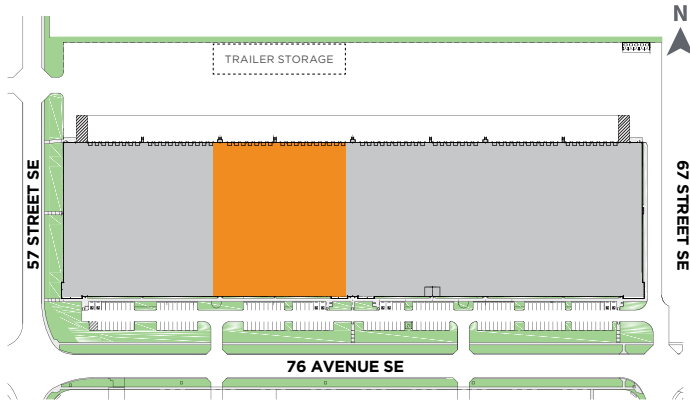 N
TRAILER STORAGE
57 STREET SE
67 STREET SE
76 AVENUE SE